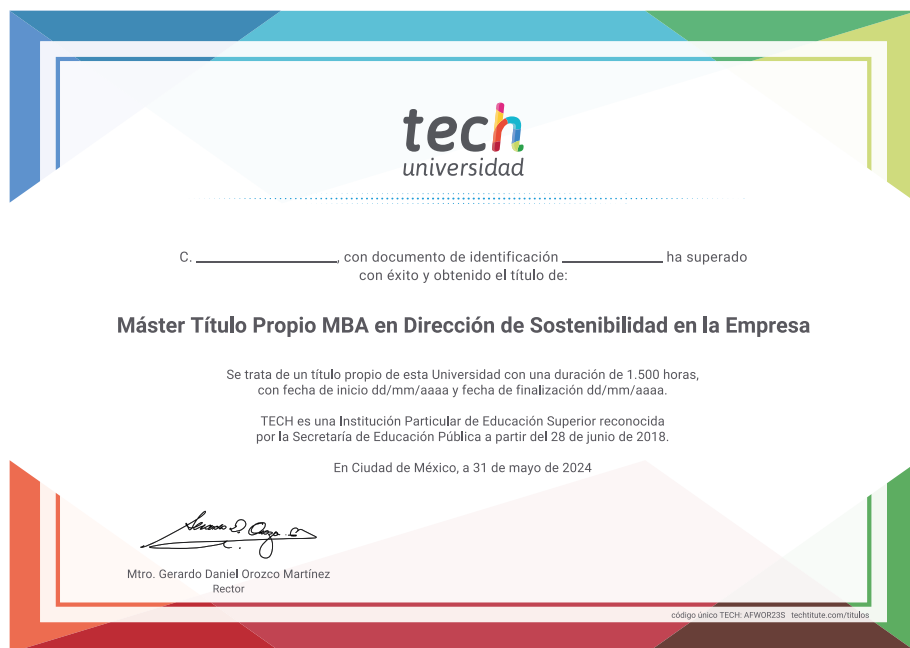 tech
universidad
C. __________________, con documento de identificación _____________ ha superado
con éxito y obtenido el título de:
Máster Título Propio MBA en Dirección de Sostenibilidad en la Empresa
Se trata de un título propio de esta Universidad con una duración de 1.500 horas,
con fecha de inicio dd/mm/aaaa y fecha de finalización dd/mm/aaaa.
TECH es una Institución Particular de Educación Superior reconocida
por la Secretaría de Educación Pública a partir del 28 de junio de 2018.
En Ciudad de México, a 31 de mayo de 2024
Mtro. Gerardo Daniel Orozco Martínez
Rector
código único TECH: AFWOR23S techtitute.com/titulos